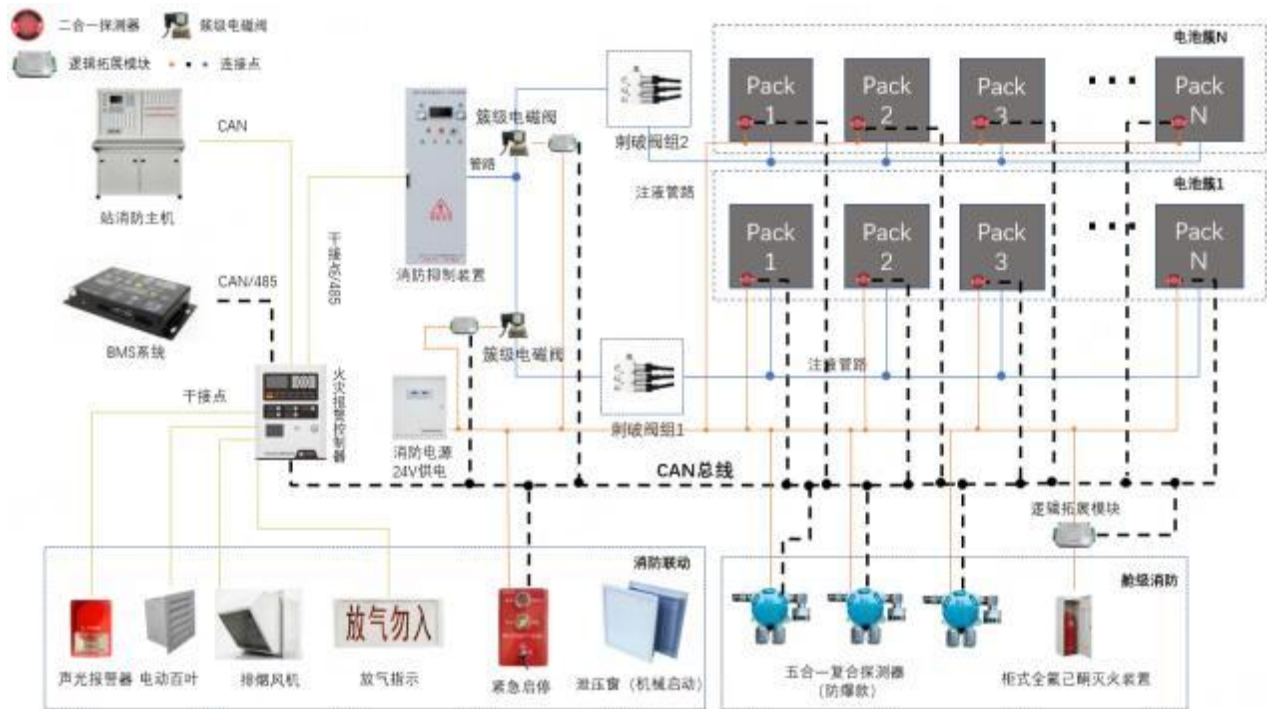 二合一探测器
簇级电磁阀
逻辑拓展模块
连接点
CAN
站消防主机
CAN/485
BMS系统
干接点/485
消防抑制装置
管路
簇级电磁阀
刺破阀组2
注液管路
电池簇N
Pack
1
Pack
2
Pack
3
Pack
N
电池簇1
Pack
1
Pack
2
Pack
3
Pack
N
簇级电磁阀
刺破阀组1
注液管路
干接点
火灾报警控制器
消防电源
24V供电
CAN总线
逻辑拓展模块
消防联动
放气勿入
声光报警器
电动百叶
排烟风机
放气指示
紧急启停
泄压窗（机械启动）
舱级消防
五合一复合探测器
（防爆款）
柜式全氟己酮灭火装置